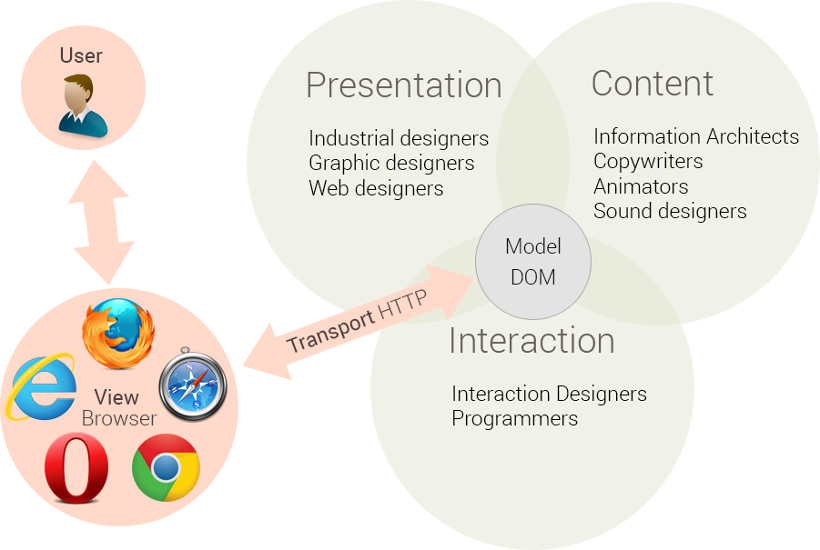 User
Presentation
Industrial designers
Graphic designers
Web designers
Content
Information Architects
Copywriters
Animators
Sound designers
Model
DOM
Transport HTTP
View
Browser
Interaction
Interaction Designers
Programmers